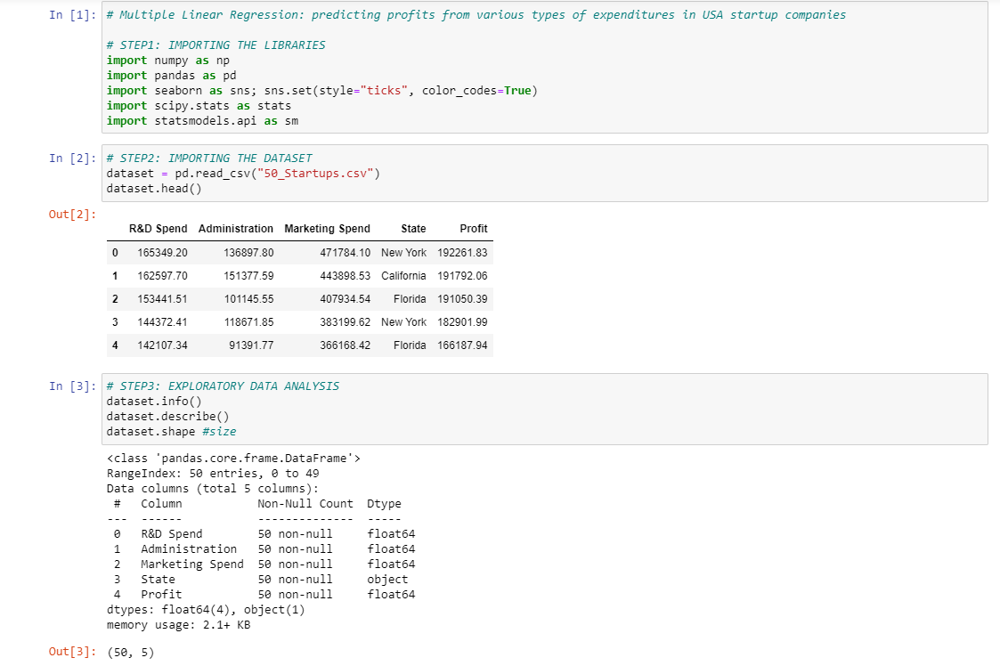 In [1]: # Multiple Linear Regression: predicting profits from various types of expenditures in USA startup companies
# STEP1: IMPORTING THE LIBRARIES
import numpy as np
import pandas as pd
import seaborn as sns; sns.set(style="ticks", color_codes=True)
import scipy.stats as stats
import statsmodels.api as sm
In [2]: # STEP2: IMPORTING THE DATASET
dataset = pd.read_csv("50_Startups.csv")
dataset.head()
Out[2]:
R&D Spend Administration Marketing Spend State Profit
0 165349.20 136897.80 471784.10 New York 192261.83
1 162597.70 151377.59 443898.53 California 191792.06
2 153441.51 101145.55 407934.54 Florida 191050.39
3 144372.41 118671.85 383199.62 New York 182901.99
4 142107.34 91391.77 366168.42 Florida 166187.94
In [3]: # STEP3: EXPLORATORY DATA ANALYSIS
dataset.info()
dataset.describe()
dataset.shape #size
<class 'pandas.core.frame.DataFrame'>
RangeIndex: 50 entries, 0 to 49
Data columns (total 5 columns):
# Column Non-Null Count Dtype
--- ------ -------------- -----
0 R&D Spend 50 non-null float64
1 Administration 50 non-null float64
2 Marketing Spend 50 non-null float64
3 State 50 non-null object
4 Profit 50 non-null float64
dtypes: float64(4), object(1)
memory usage: 2.1+ KB
Out[3]: (50, 5)